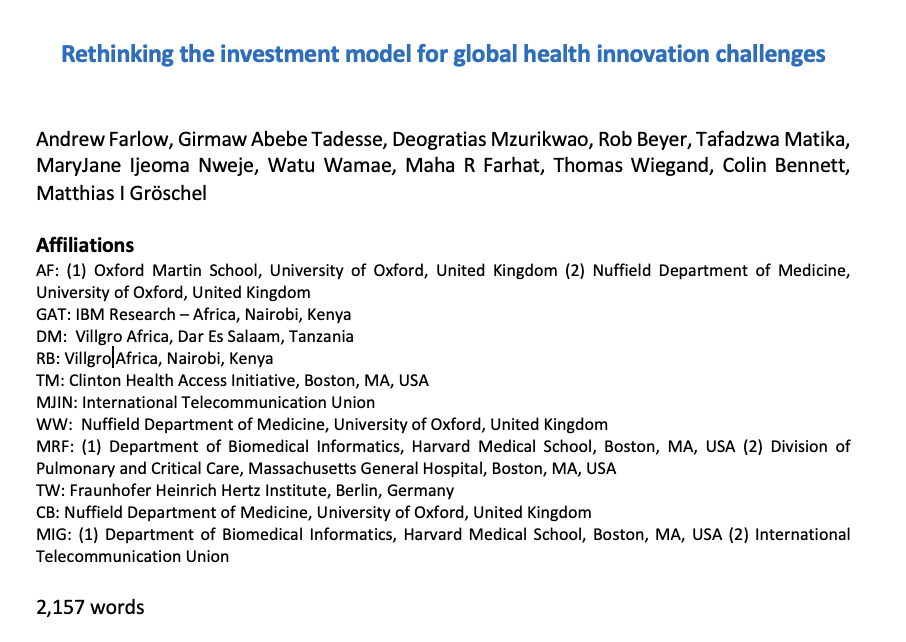 Rethinking the investment model for global health innovation challenges
Andrew Farlow, Girmaw Abebe Tadesse, Deogratias Mzurikwao, Rob Beyer, Tafadzwa Matika,
MaryJane Ijeoma Nweje, Watu Wamae, Maha R Farhat, Thomas Wiegand, Colin Bennett,
Matthias I Gröschel
Affiliations
AF: (1) Oxford Martin School, University of Oxford, United Kingdom (2) Nuffield Department of Medicine,
University of Oxford, United Kingdom
GAT: IBM Research – Africa, Nairobi, Kenya
DM:  Villgro Africa, Dar Es Salaam, Tanzania
RB: Villgro Africa, Nairobi, Kenya
TM: Clinton Health Access Initiative, Boston, MA, USA
MJIN: International Telecommunication Union
WW:  Nuffield Department of Medicine, University of Oxford, United Kingdom
MRF: (1) Department of Biomedical Informatics, Harvard Medical School, Boston, MA, USA (2) Division of
Pulmonary and Critical Care, Massachusetts General Hospital, Boston, MA, USA
TW: Fraunhofer Heinrich Hertz Institute, Berlin, Germany
CB: Nuffield Department of Medicine, University of Oxford, United Kingdom
MIG: (1) Department of Biomedical Informatics, Harvard Medical School, Boston, MA, USA (2) International
Telecommunication Union
2,157 words